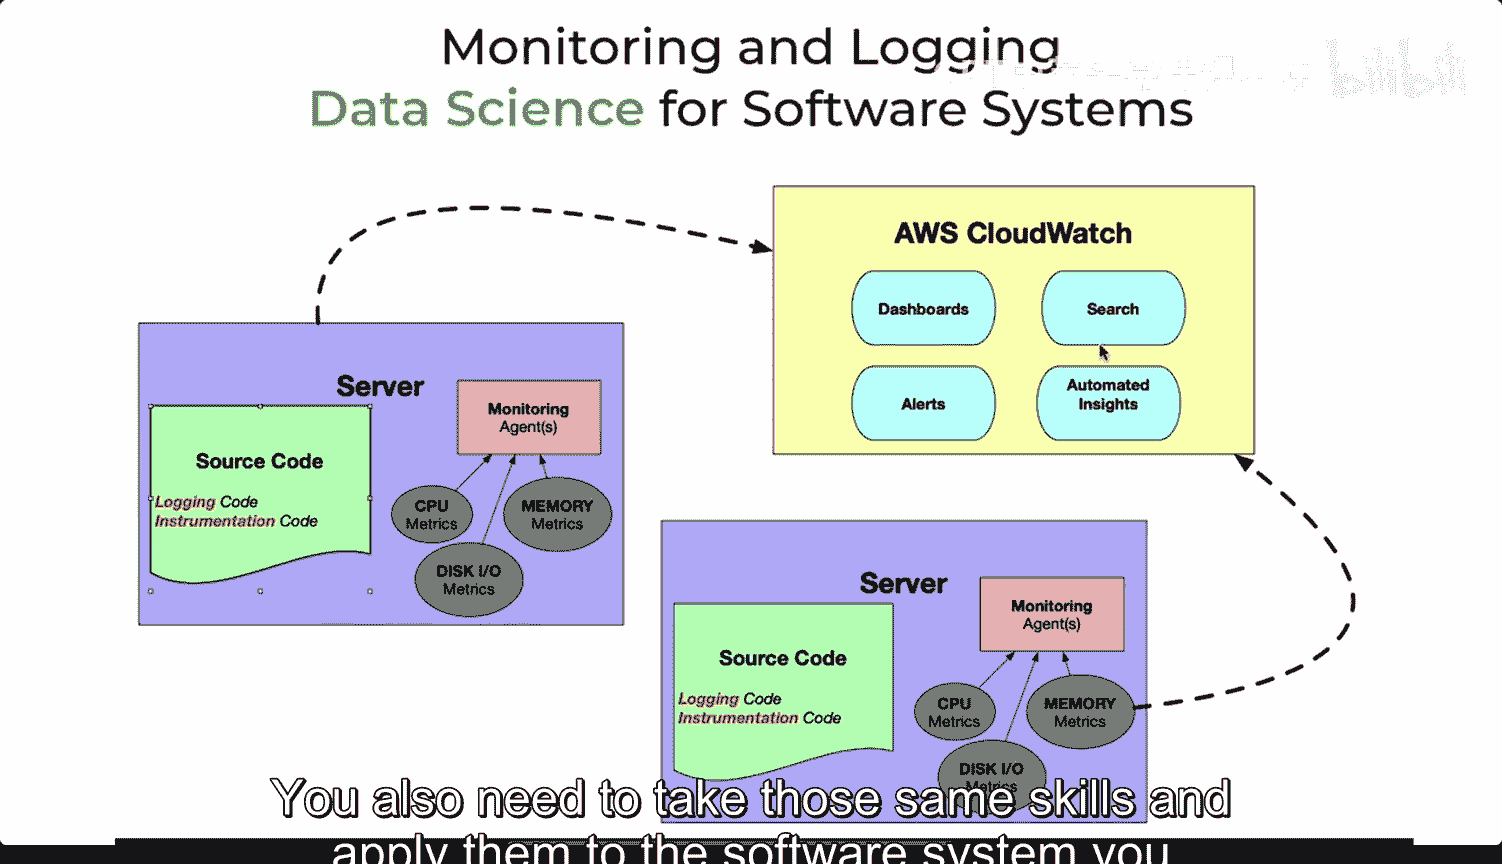 Monitoring and Logging
Data Science for Software Systems
AWS CloudWatch
Dashboards
Search
Alerts
Automated
Insights
Server
Monitoring
Agent(s)
Source Code
Logging Code
Instrumentation Code
CPU
Metrics
MEMORY
Metrics
DISK I/O
Metrics
Server
Monitoring
Agent(s)
Source Code
Logging Code
Instrumentation Code
CPU
Metrics
MEMORY
Metrics
DISK I/O
Metrics
You also need to take those same skills and
apply them to the software system you
bilibili